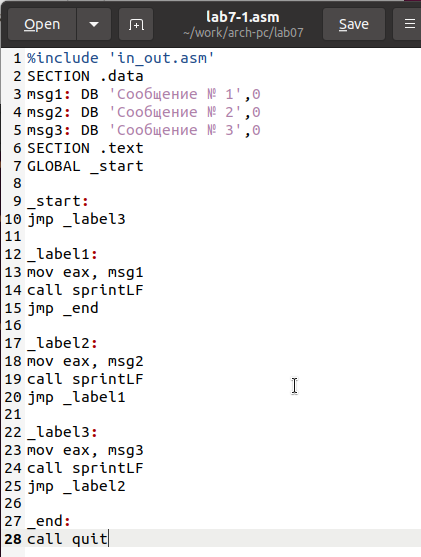 Open
lab7-1.asm
~/work/arch-pc/lab07
Save
1 %include 'in_out.asm'
2 SECTION .data
3 msg1: DB 'Сообщение № 1',0
4 msg2: DB 'Сообщение № 2',0
5 msg3: DB 'Сообщение № 3',0
6 SECTION .text
7 GLOBAL _start
8
9 _start:
10 jmp _label3
11
12 _label1:
13 mov eax, msg1
14 call sprintLF
15 jmp _end
16
17 _label2:
18 mov eax, msg2
19 call sprintLF
20 jmp _label1
21
22 _label3:
23 mov eax, msg3
24 call sprintLF
25 jmp _label2
26
27 _end:
28 call quit